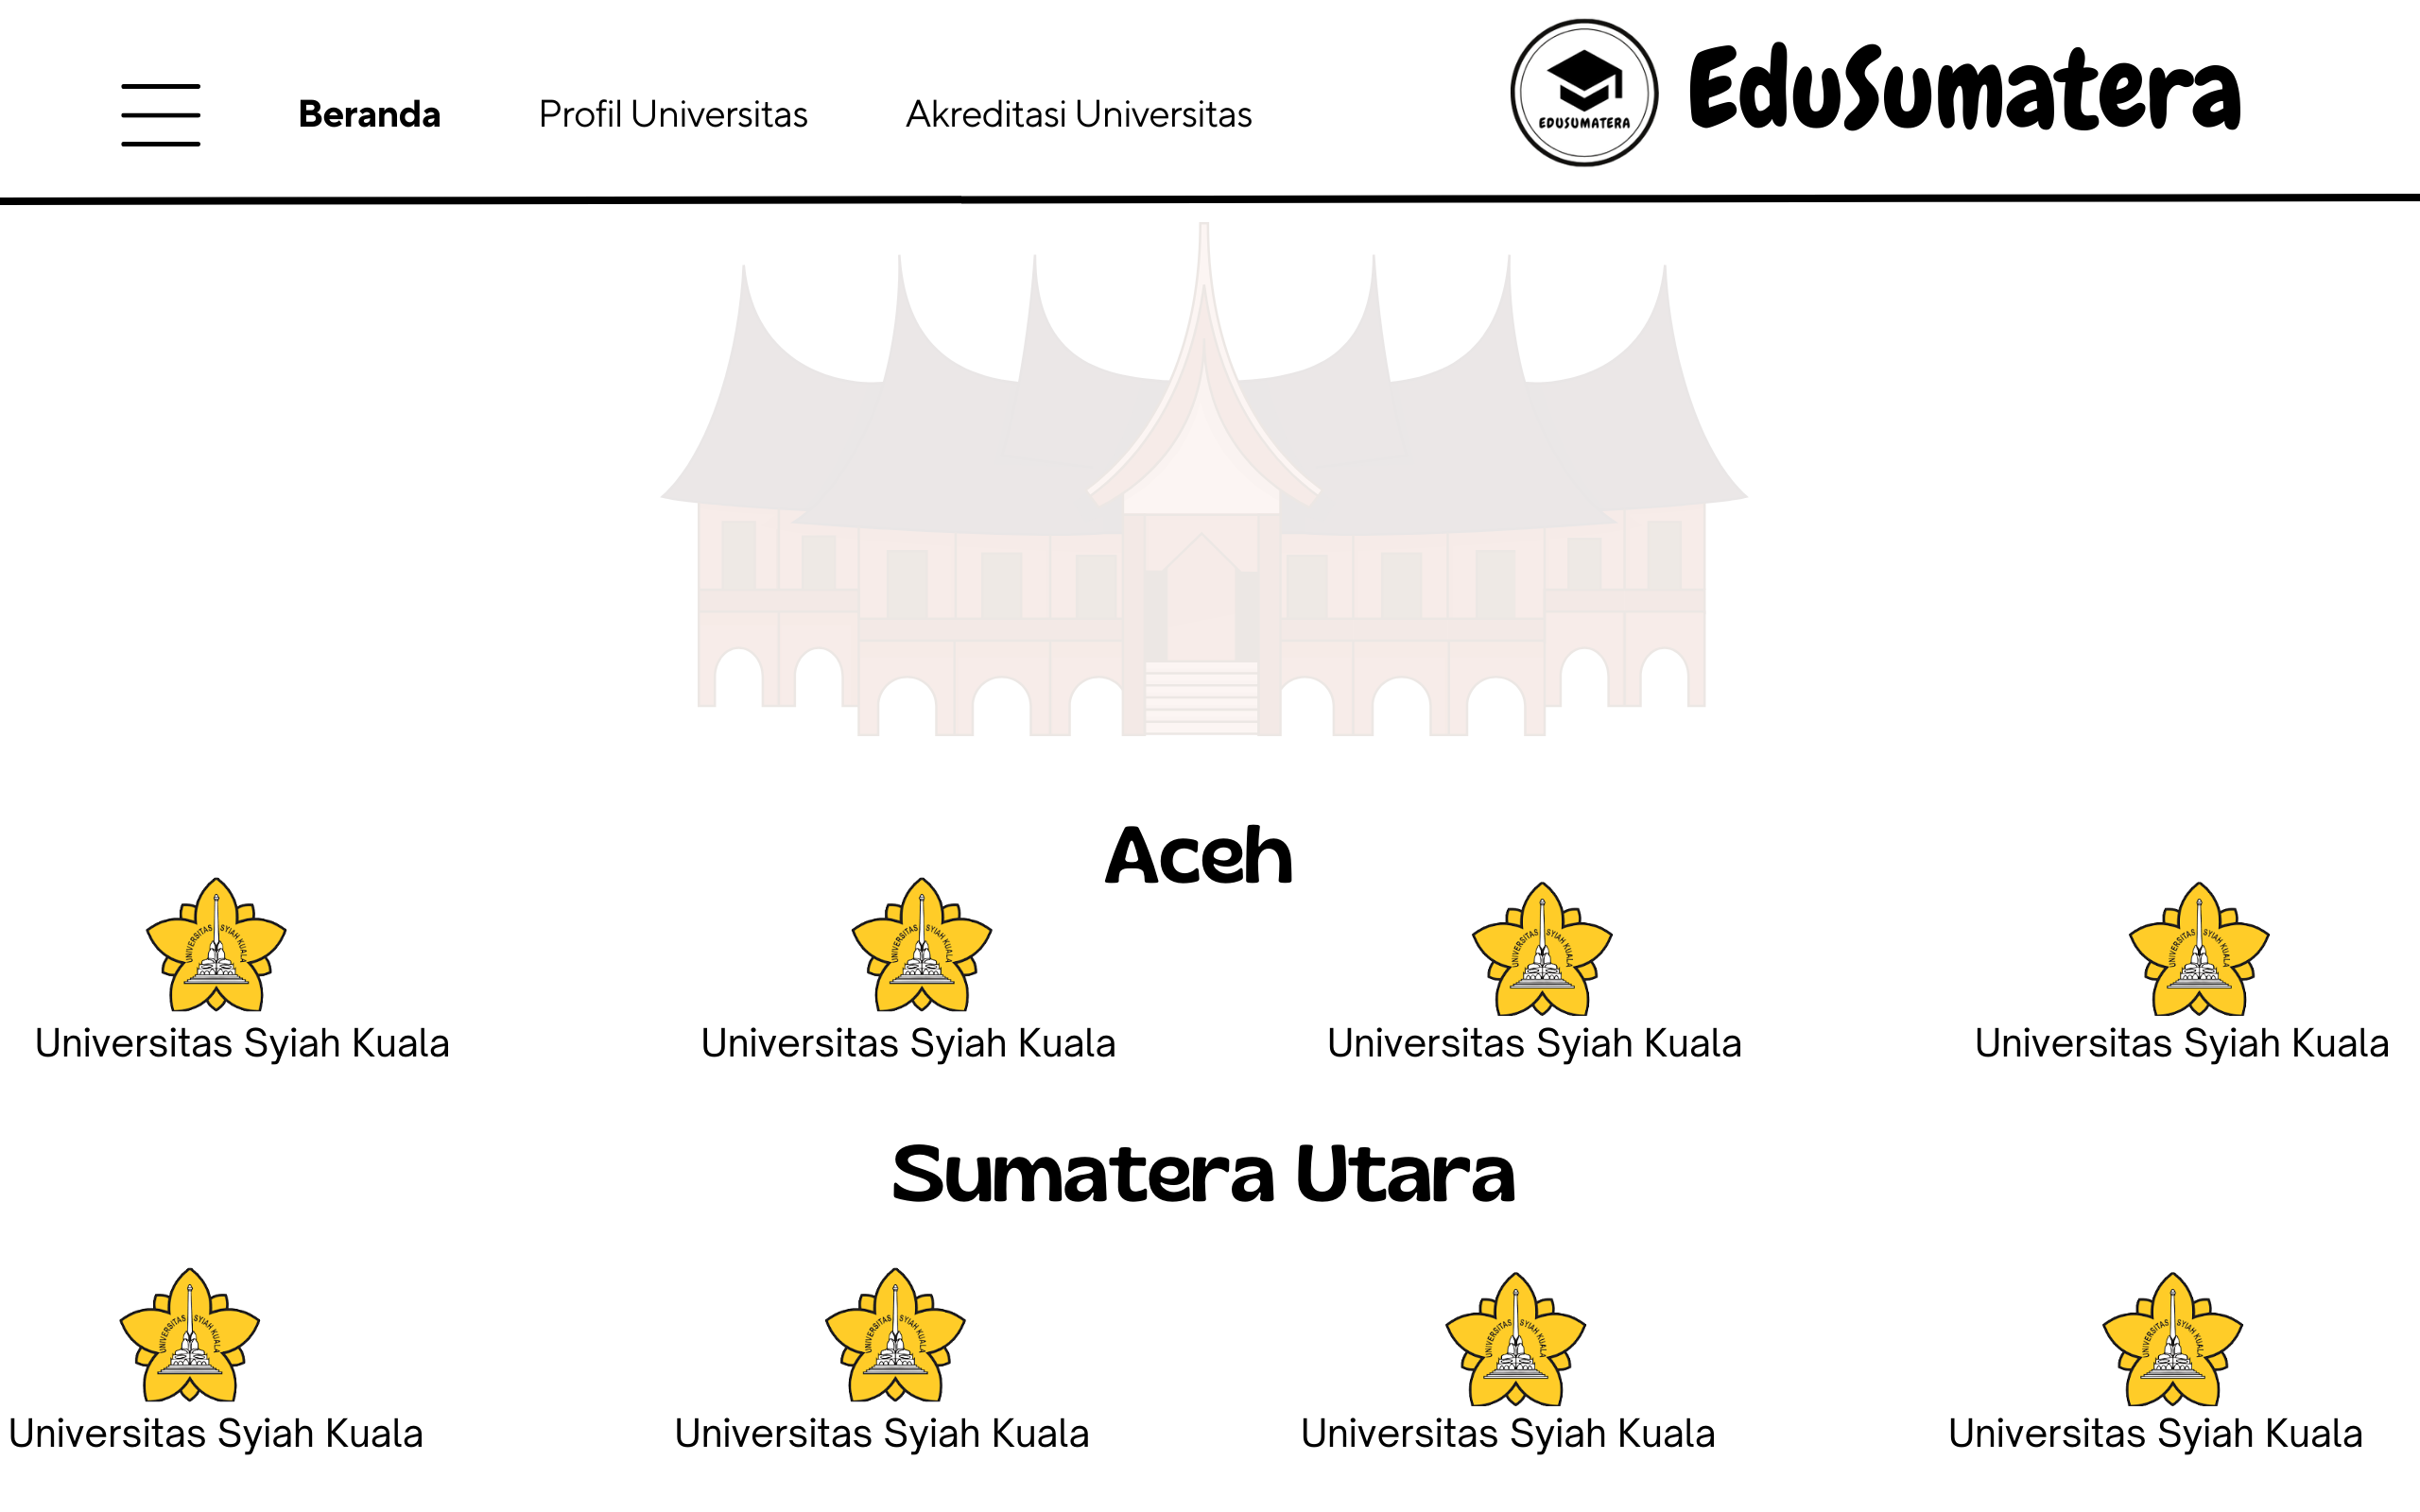 Beranda Profil Universitas Akreditasi Universitas EDUSUMATERA EduSumatera
Aceh
UNIVERSITAS SYIAH KUALA UNIVERSITAS SYIAH KUALA UNIVERSITAS SYIAH KUALA UNIVERSITAS SYIAH KUALA
Universitas Syiah Kuala Universitas Syiah Kuala Universitas Syiah Kuala Universitas Syiah Kuala
Sumatera Utara
UNIVERSITAS SYIAH KUALA UNIVERSITAS SYIAH KUALA UNIVERSITAS SYIAH KUALA UNIVERSITAS SYIAH KUALA
Universitas Syiah Kuala Universitas Syiah Kuala Universitas Syiah Kuala Universitas Syiah Kuala